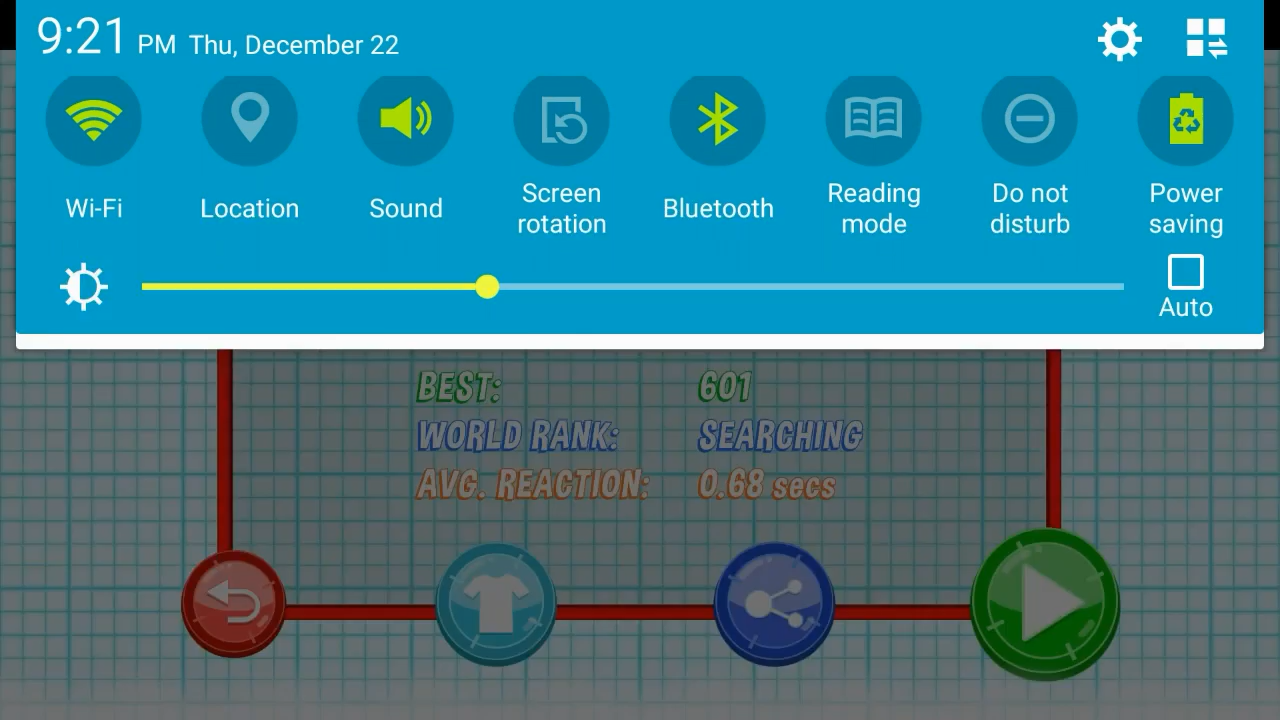 9:21 PM Thu, December 22
Wi-Fi
Location
Sound
Screen
rotation
Bluetooth
Reading
mode
Do not
disturb
Power
saving
Auto
BEST: 601
WORLD RANK: SEARCHING
AVG. REACTION: 0.68 secs